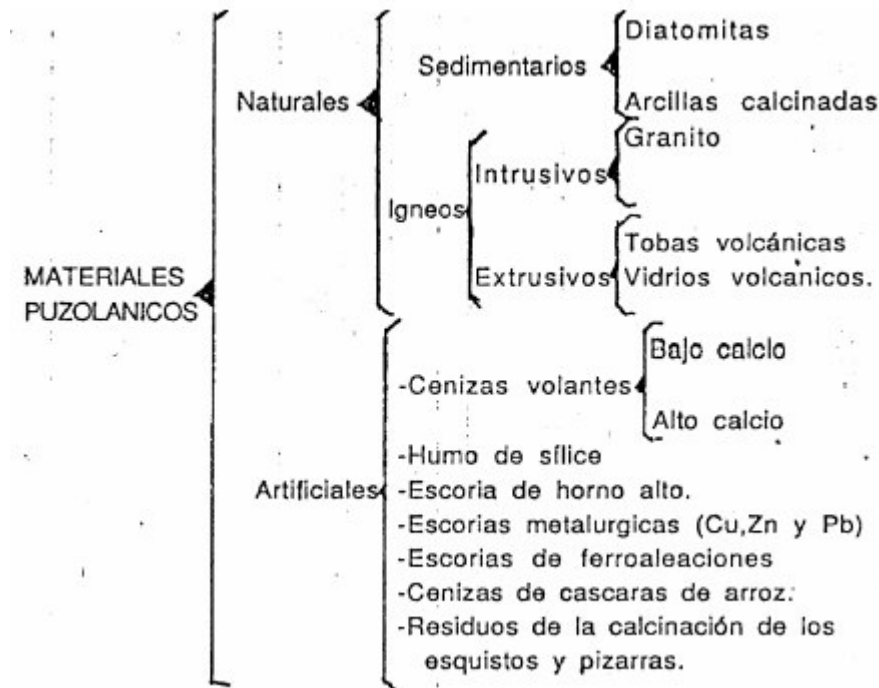 MATERIALES
PUZOLANICOS
Naturales
Sedimentarios
Diatomitas
Arcillas calcinadas
Igneos
Intrusivos
Granito
Extrusivos
Tobas volcánicas
Vidrios volcanicos.
Artificiales
-Cenizas volantes
Bajo calcio
Alto calcio
-Humo de sílice
-Escoria de horno alto.
-Escorias metalurgicas (Cu,Zn y Pb)
-Escorias de ferroaleaciones
-Cenizas de cascaras de arroz.
-Residuos de la calcinación de los
esquistos y pizarras.